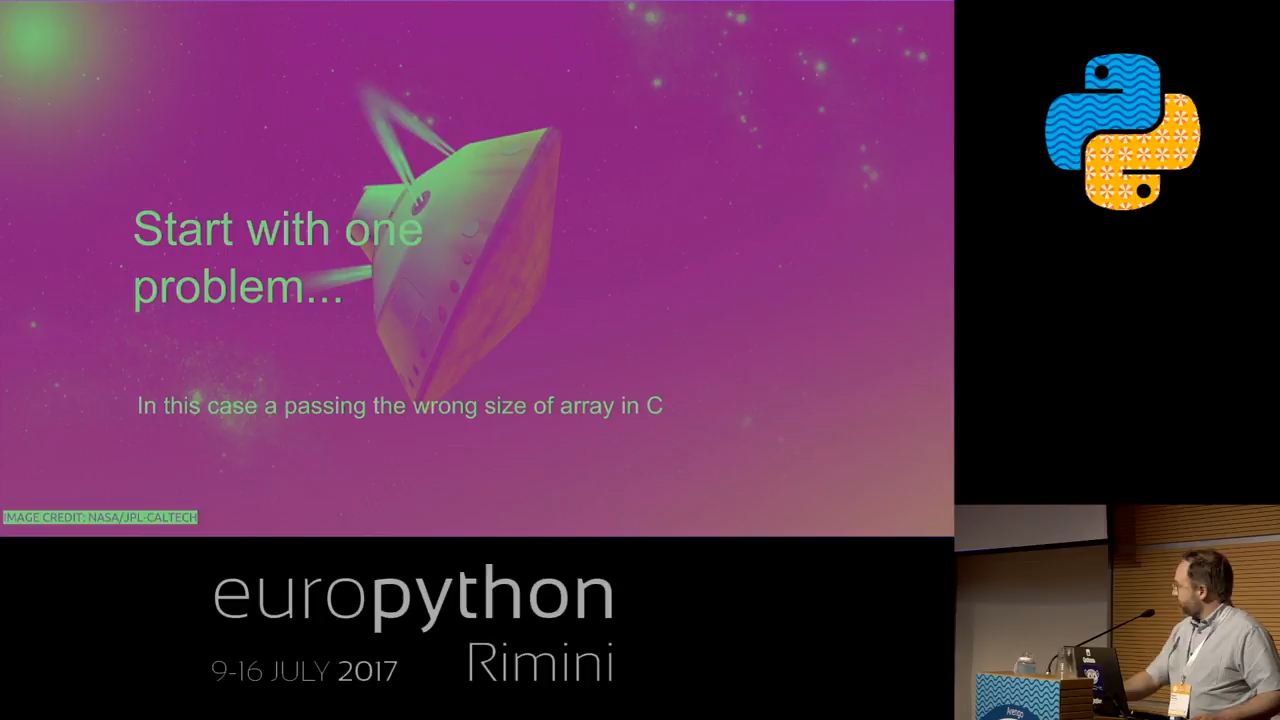 Start with one
problem...
In this case a passing the wrong size of array in C
IMAGE CREDIT: NASA/JPL-CALTECH
europython
Rimini
9-16 JULY 2017